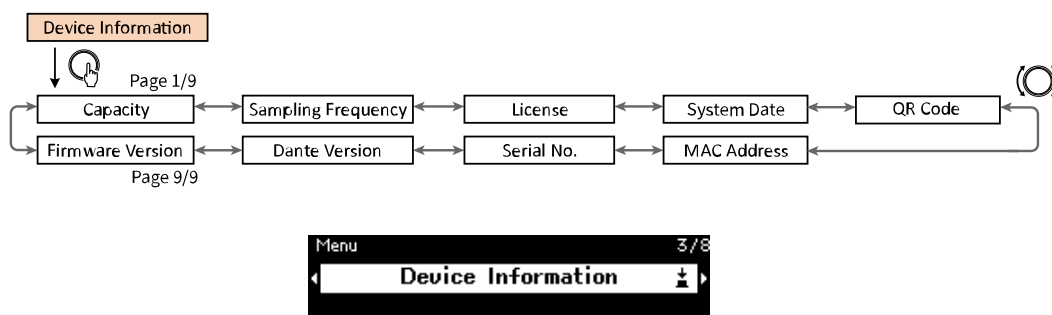 Device Information
Page 1/9
Capacity Sampling Frequency License System Date QR Code
Firmware Version Dante Version Serial No. MAC Address
Page 9/9
Menu 3/8
Device Information